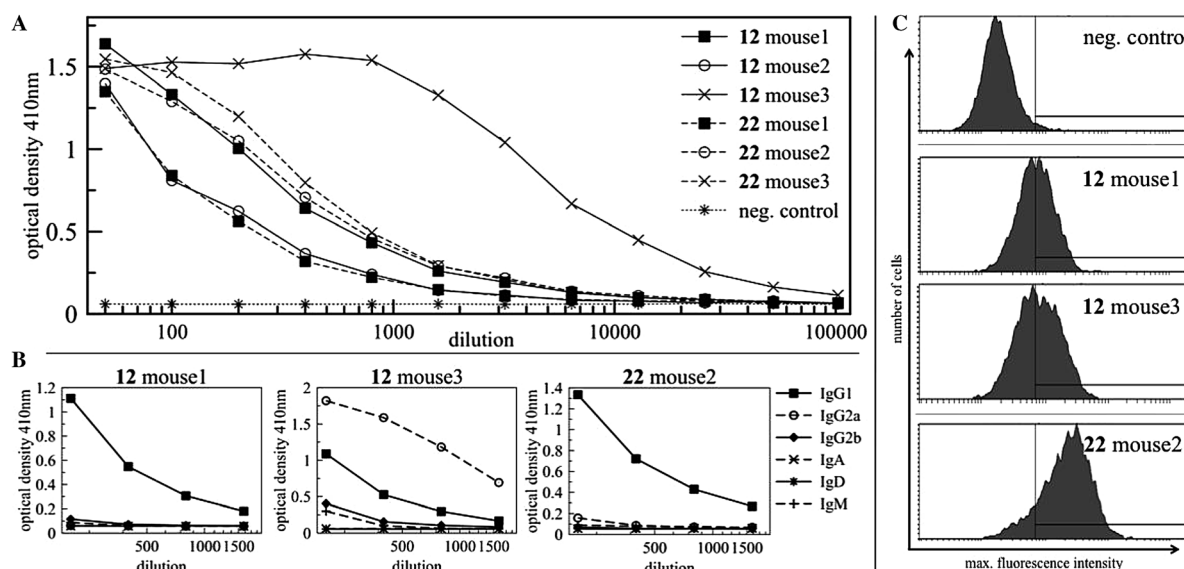 A
optical density 410nm
1.5
1
0.5
0
100
1000
10000
100000
dilution
12 mouse1
12 mouse2
12 mouse3
22 mouse1
22 mouse2
22 mouse3
neg. control
B
12 mouse1
optical density 410nm
1.2
1
0.8
0.6
0.4
0.2
0
500
1000
1500
dilution
12 mouse3
optical density 410nm
2
1.5
1
0.5
0
500
1000
1500
dilution
22 mouse2
optical density 410nm
1.4
1.2
1
0.8
0.6
0.4
0.2
0
500
1000
1500
dilution
IgG1
IgG2a
IgG2b
IgA
IgD
IgM
C
neg. control
12 mouse1
12 mouse3
22 mouse2
number of cells
max. fluorescence intensity